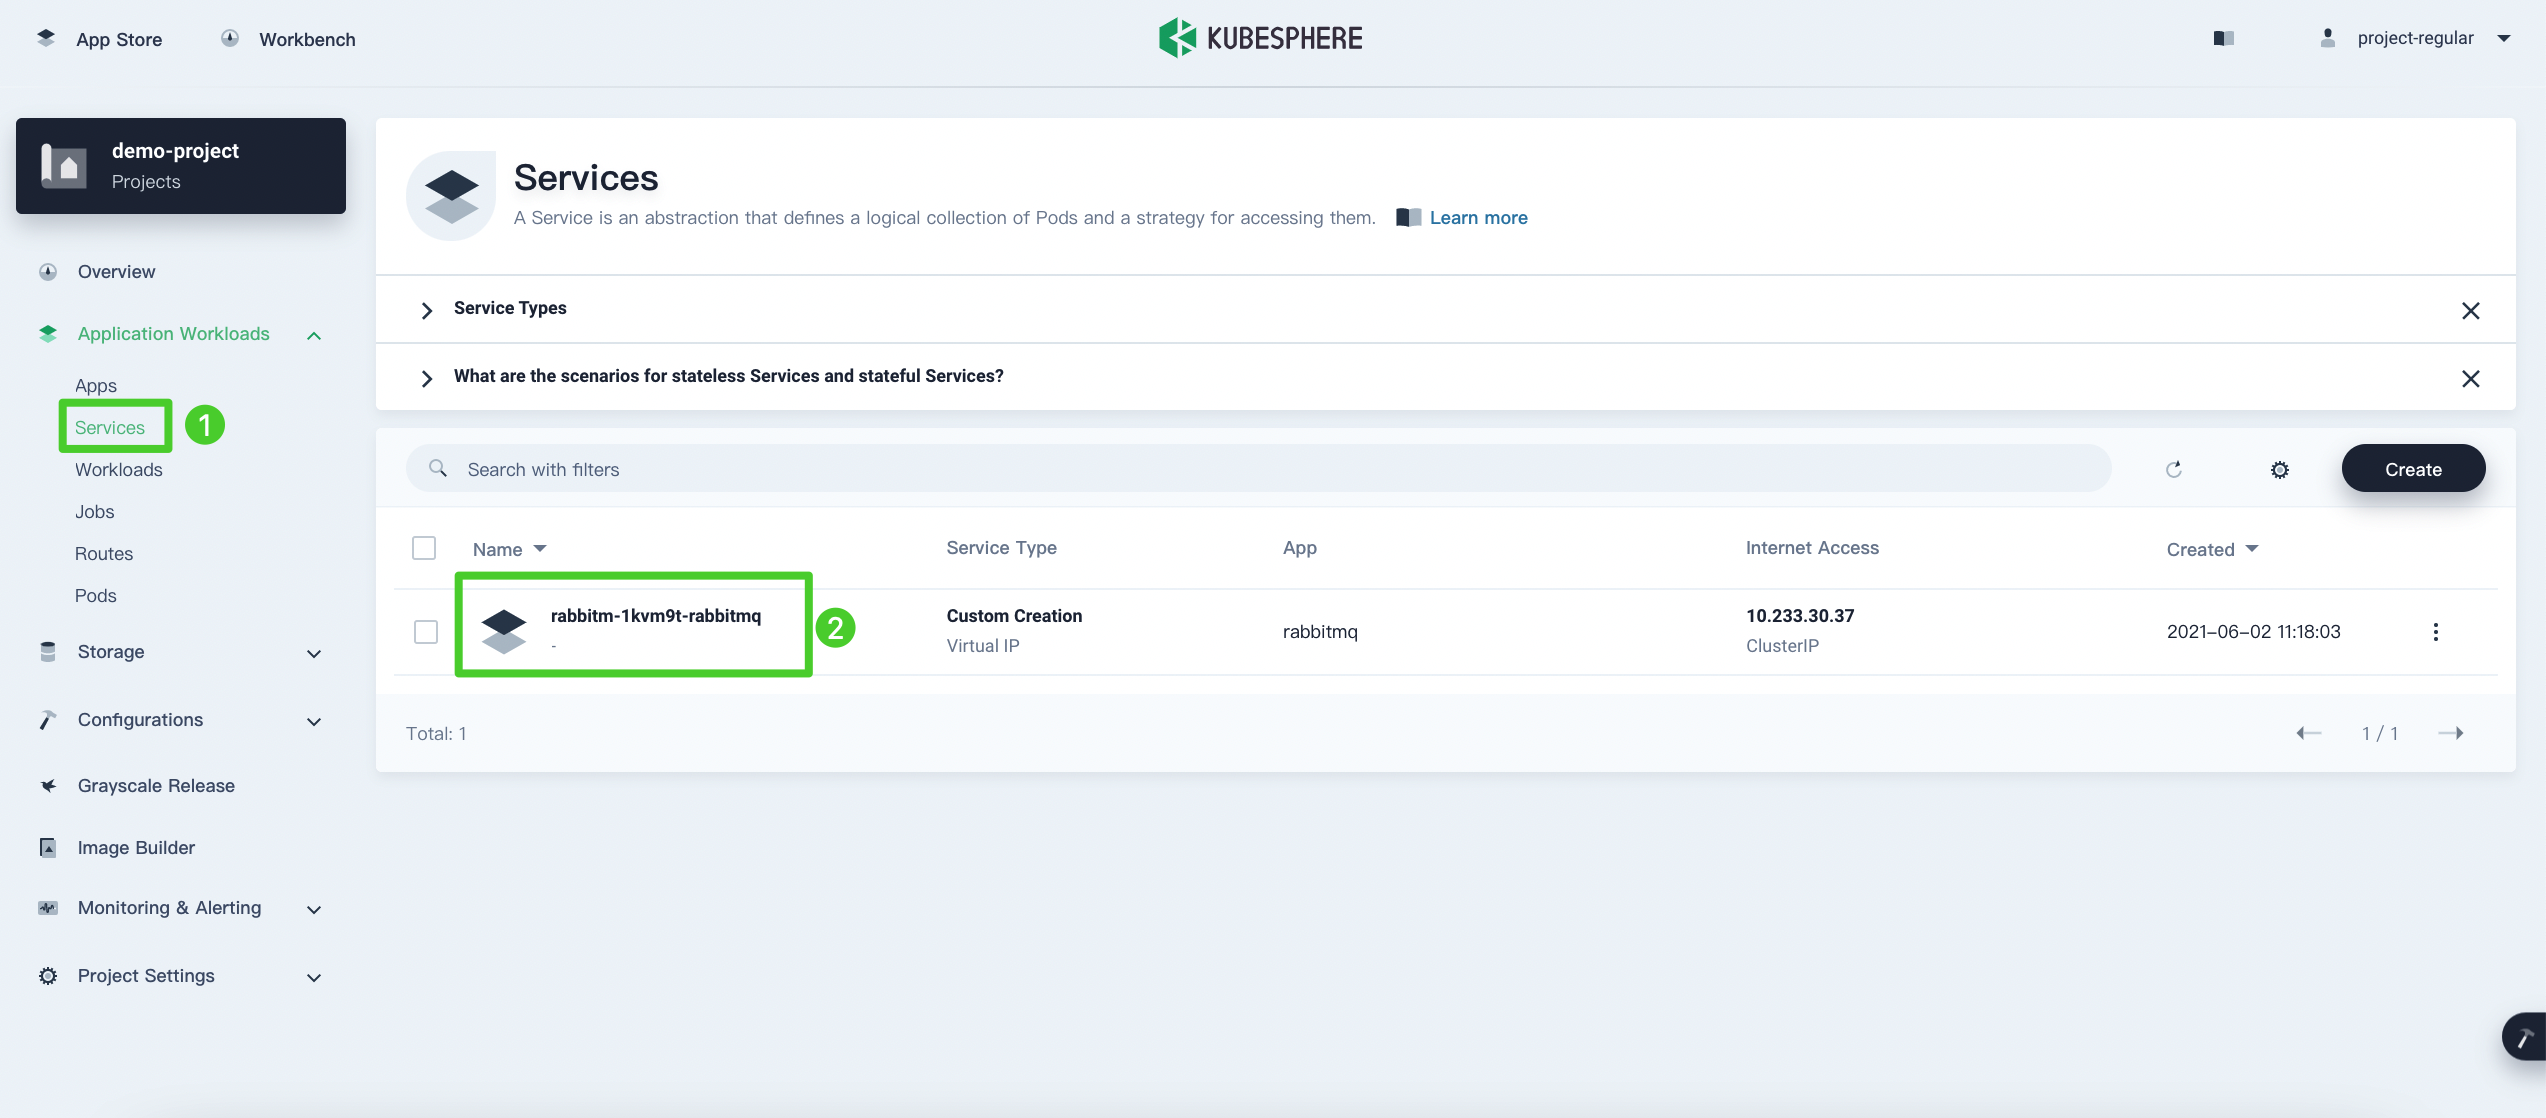 App Store
Workbench
KUBESPHERE
project-regular
demo-project
Projects
Overview
Application Workloads
Apps
Services
1
Workloads
Jobs
Routes
Pods
Storage
Configurations
Grayscale Release
Image Builder
Monitoring & Alerting
Project Settings
Services
A Service is an abstraction that defines a logical collection of Pods and a strategy for accessing them.
Learn more
Service Types
What are the scenarios for stateless Services and stateful Services?
Search with filters
Create
Name
Service Type
App
Internet Access
Created
rabbitm-1kvm9t-rabbitmq
-
2
Custom Creation
Virtual IP
rabbitmq
10.233.30.37
ClusterIP
2021-06-02 11:18:03
Total: 1
1 / 1